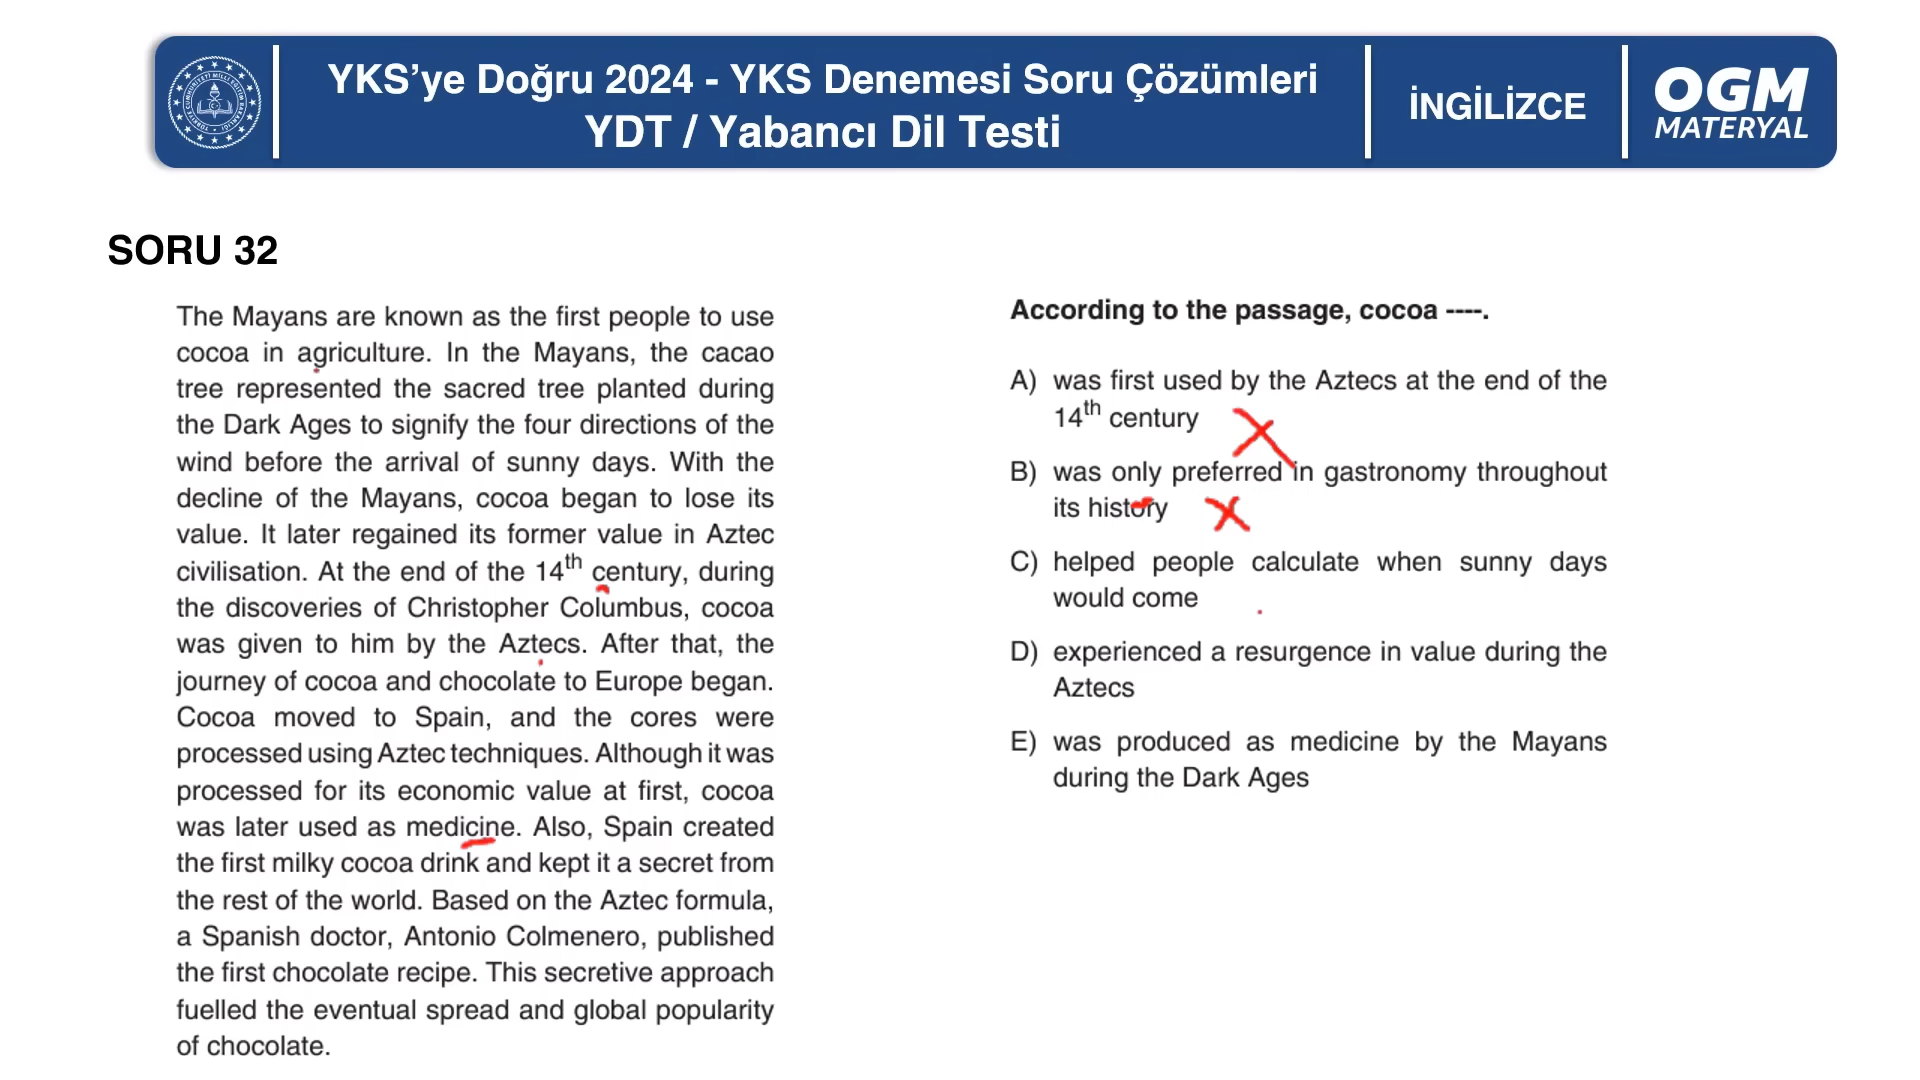 YKS'ye Doğru 2024 - YKS Denemesi Soru Çözümleri
YDT / Yabancı Dil Testi
İNGİLİZCE
OGM
MATERYAL
SORU 32
The Mayans are known as the first people to use
cocoa in agriculture. In the Mayans, the cacao
tree represented the sacred tree planted during
the Dark Ages to signify the four directions of the
wind before the arrival of sunny days. With the
decline of the Mayans, cocoa began to lose its
value. It later regained its former value in Aztec
civilisation. At the end of the 14th century, during
the discoveries of Christopher Columbus, cocoa
was given to him by the Aztecs. After that, the
journey of cocoa and chocolate to Europe began.
Cocoa moved to Spain, and the cores were
processed using Aztec techniques. Although it was
processed for its economic value at first, cocoa
was later used as medicine. Also, Spain created
the first milky cocoa drink and kept it a secret from
the rest of the world. Based on the Aztec formula,
a Spanish doctor, Antonio Colmenero, published
the first chocolate recipe. This secretive approach
fuelled the eventual spread and global popularity
of chocolate.
According to the passage, cocoa ----.
A) was first used by the Aztecs at the end of the
14th century
B) was only preferred in gastronomy throughout
its history
C) helped people calculate when sunny days
would come
D) experienced a resurgence in value during the
Aztecs
E) was produced as medicine by the Mayans
during the Dark Ages